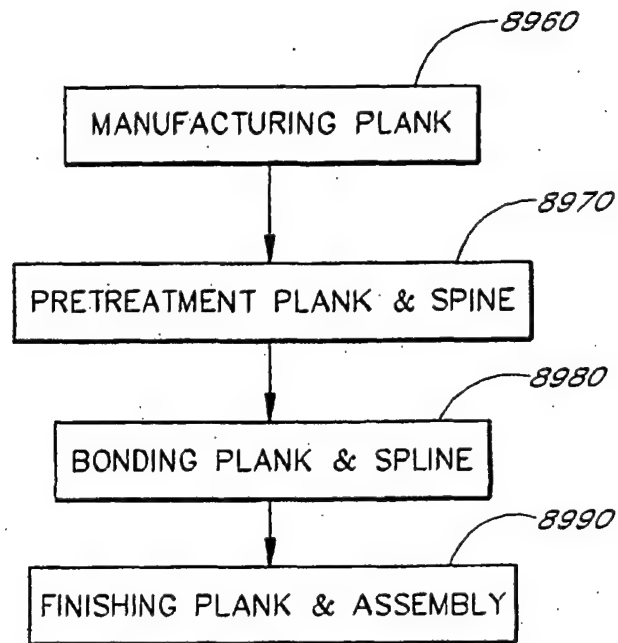 8960
MANUFACTURING PLANK
8970
PRETREATMENT PLANK & SPINE
8980
BONDING PLANK & SPLINE
8990
FINISHING PLANK & ASSEMBLY